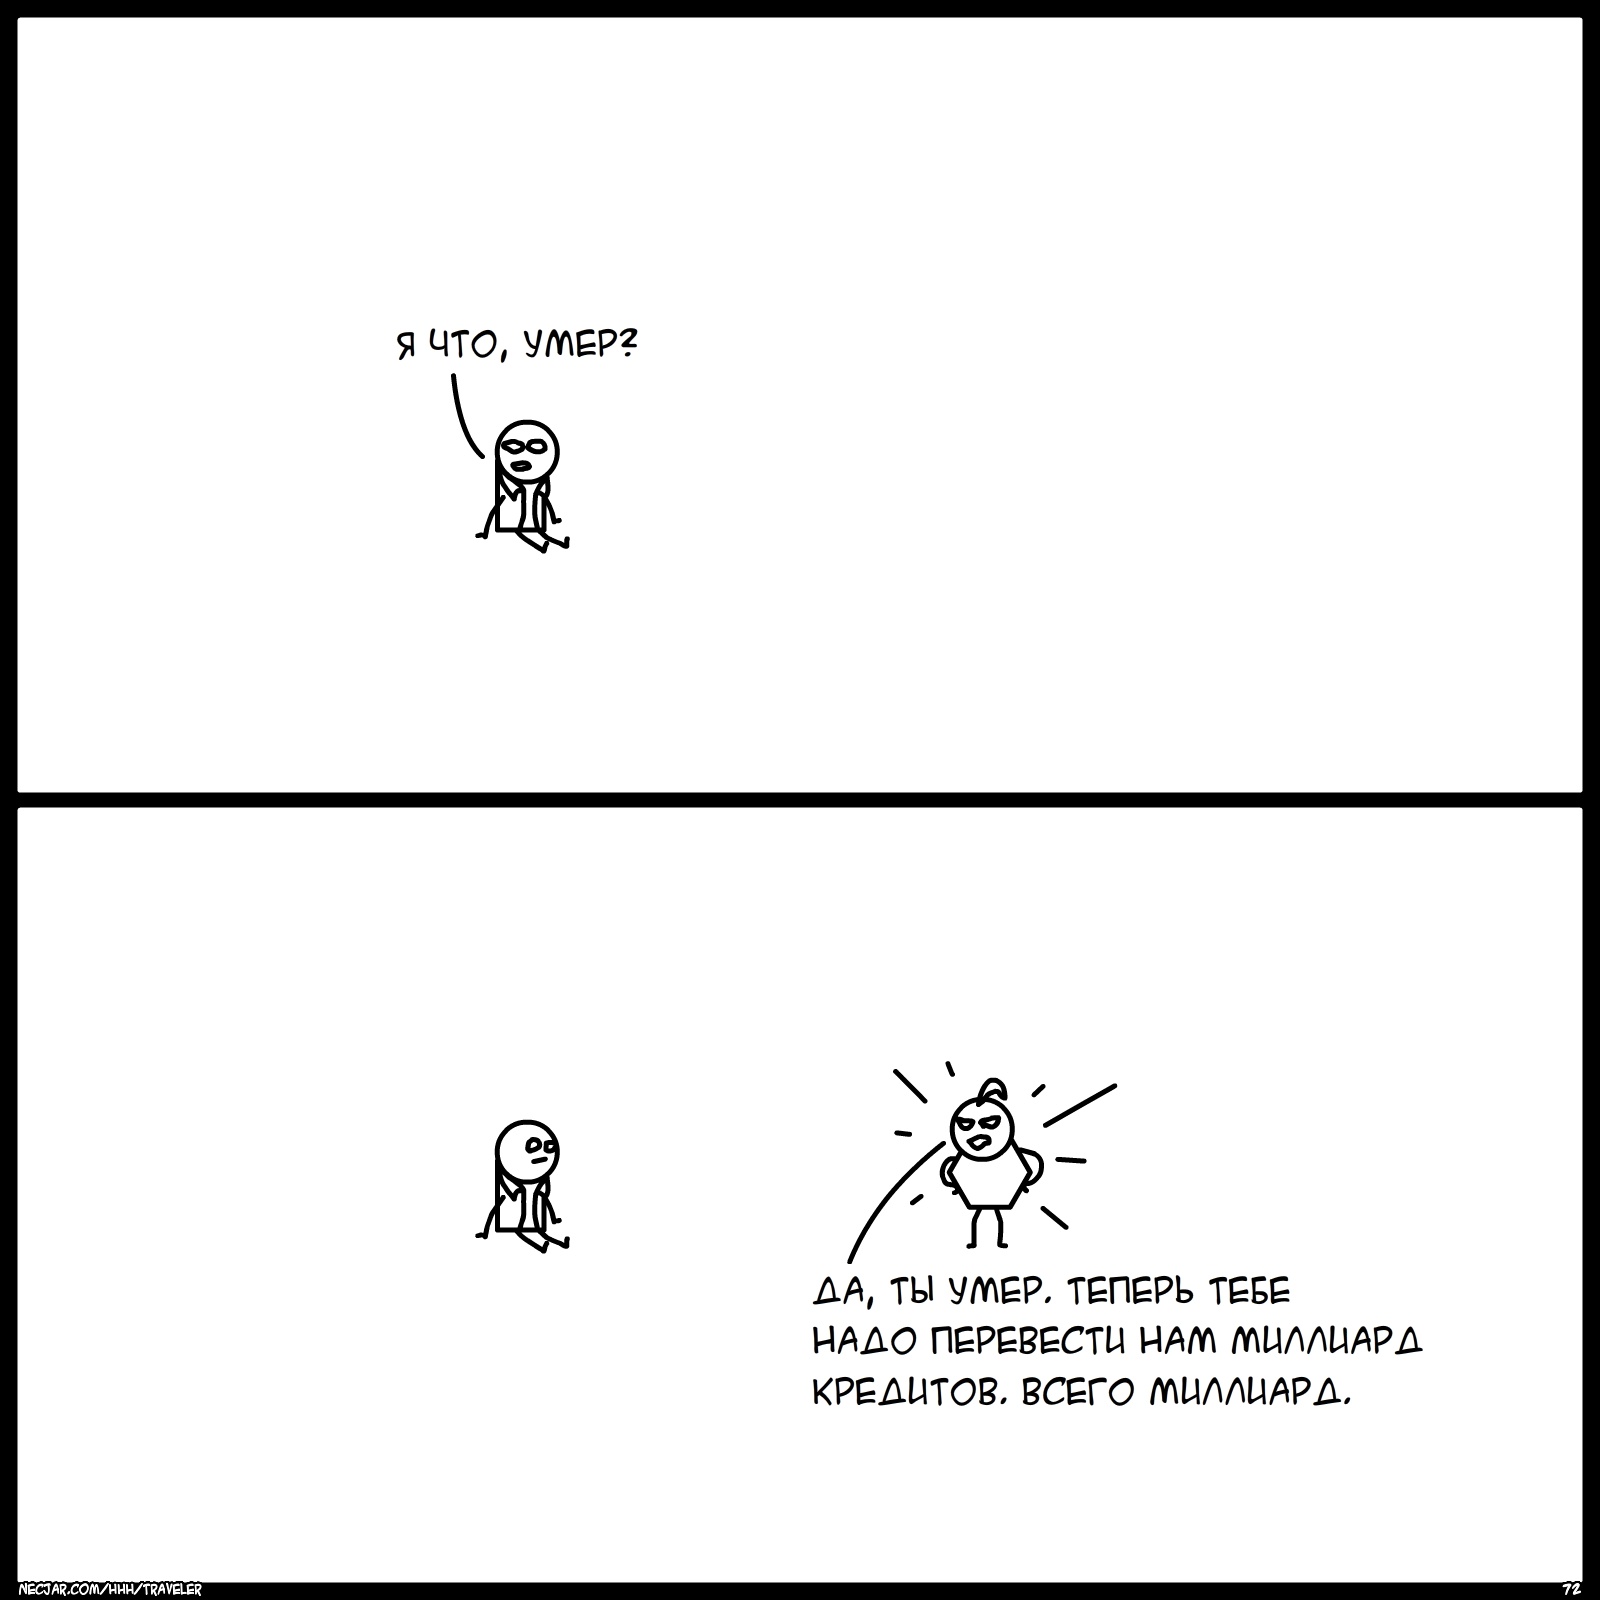 Я ЧТО, УМЕР?
ДА, ТЫ УМЕР. ТЕПЕРЬ ТЕБЕ
НАДО ПЕРЕВЕСТИ НАМ МИЛЛИАРД
КРЕДИТОВ. ВСЕГО МИЛЛИАРД.
NECJAR.COM/HHH/TRAVELER
72